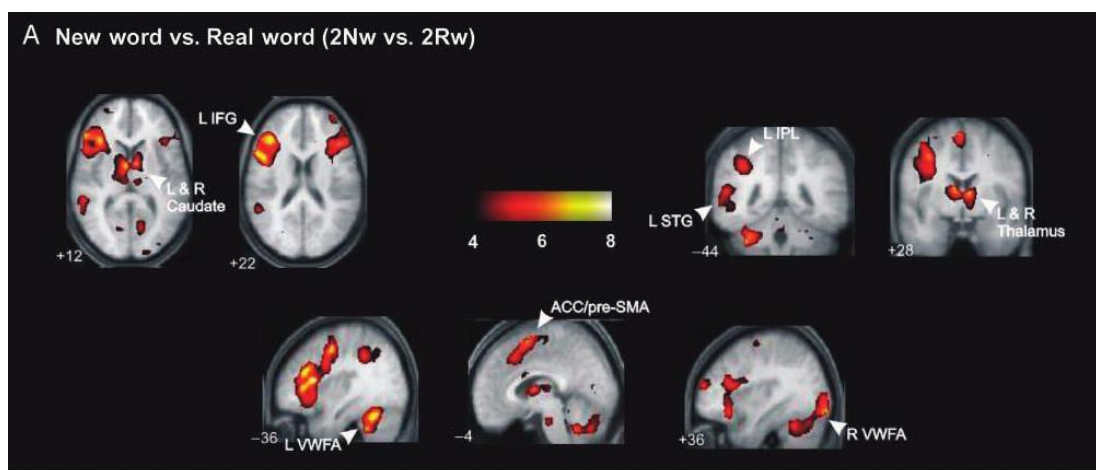 A New word vs. Real word (2Nw vs. 2Rw)
L IFG
L & R
Caudate
+12
+22
4 6 8
L IPL
L STG
−44
L & R
Thalamus
+28
ACC/pre-SMA
−36
L VWFA
−4
+36
R VWFA